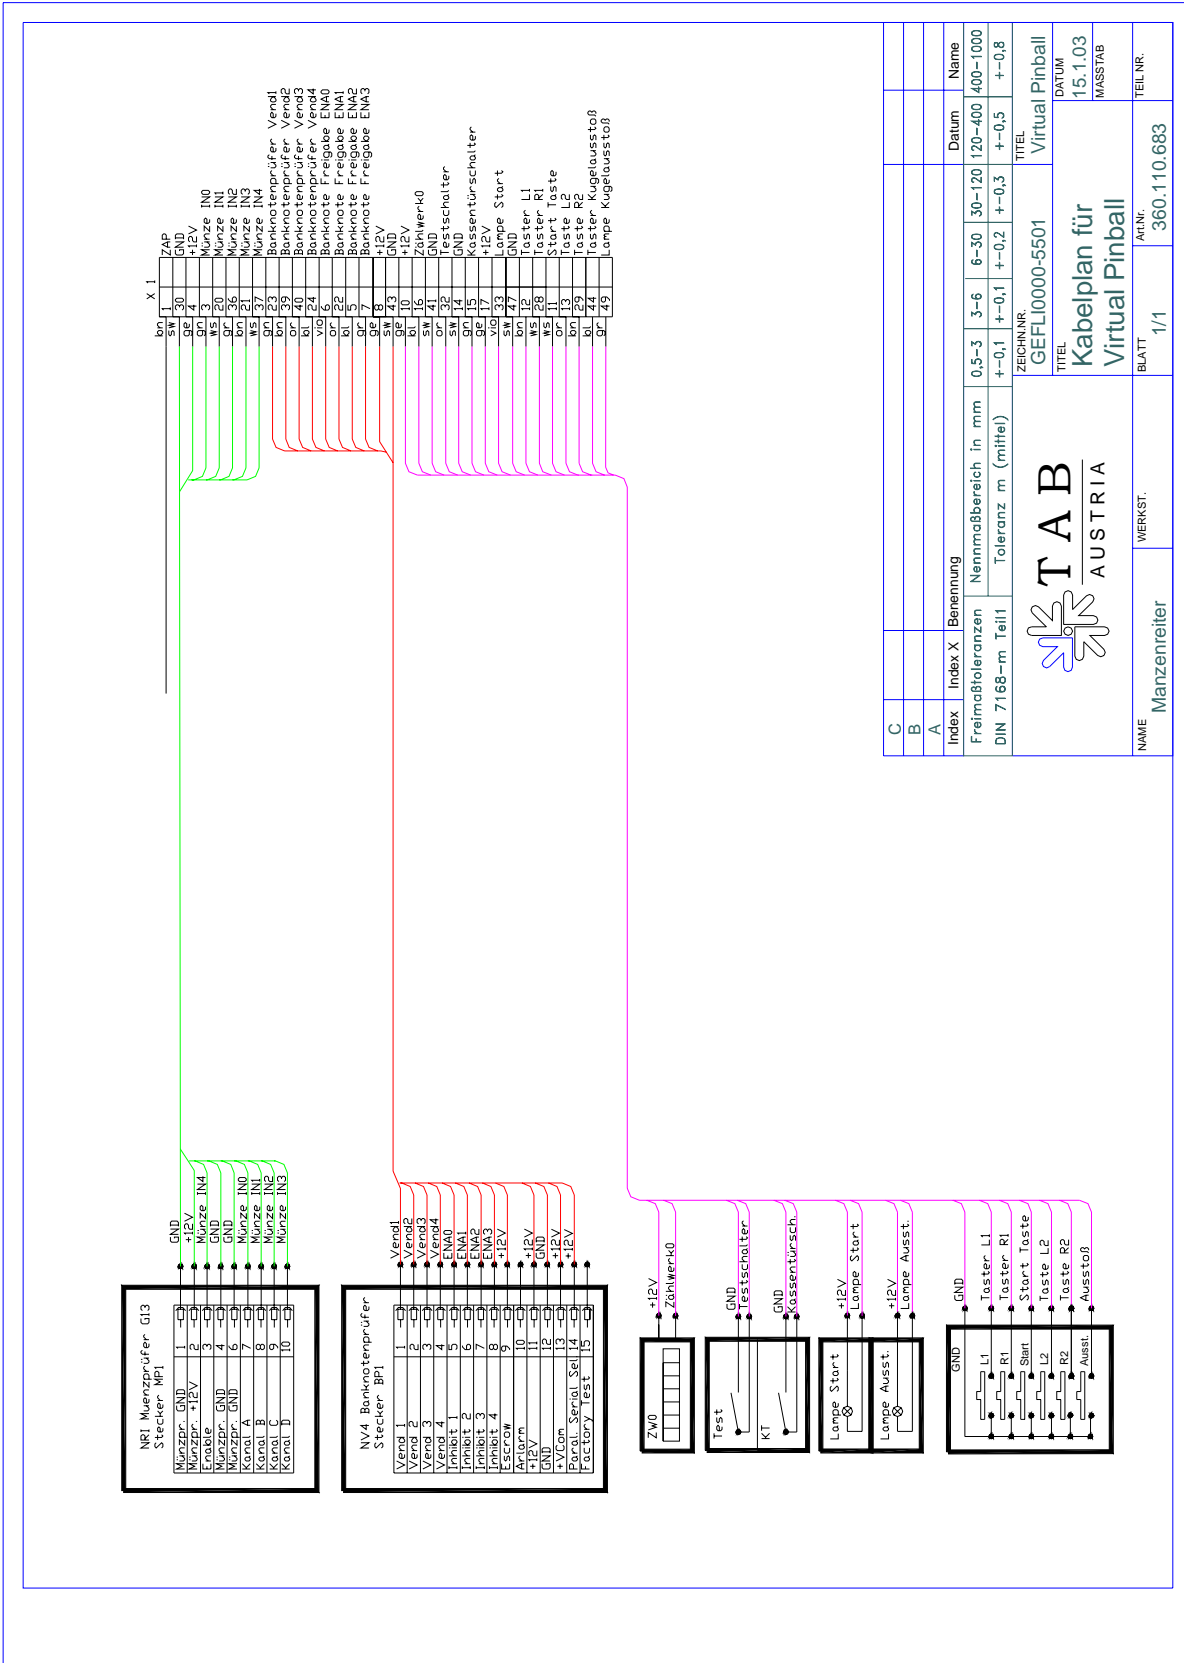 NRI Muenzprüfer G13
Stecker MP1
Münzpr. GND 1 GND
Münzpr. +12V 2 +12V
Enable 3 Münze IN4
Münzpr. GND 4 GND
Münzpr. GND 6 GND
Kanal A 7 Münze IN0
Kanal B 8 Münze IN1
Kanal C 9 Münze IN2
Kanal D 10 Münze IN3
NV4 Banknotenprüfer
Stecker BP1
Vend 1 1 Vend1
Vend 2 2 Vend2
Vend 3 3 Vend3
Vend 4 4 Vend4
Inhibit 1 5 ENA0
Inhibit 2 6 ENA1
Inhibit 3 7 ENA2
Inhibit 4 8 ENA3
Escrow 9 +12V
Arlarm 10
+12V 11 +12V
GND 12 GND
+VCom 13 +12V
Paral. Serial Sel 14 +12V
Factory Test 15
ZW0
+12V
Zählwerk0
Test
GND
Testschalter
KT
GND
Kassentürsch.
Lampe Start
+12V
Lampe Start
Lampe Ausst.
+12V
Lampe Ausst.
GND GND
L1 Taster L1
R1 Taster R1
Start Start Taste
L2 Taste L2
R2 Taste R2
Ausst. Ausstoß
X 1
bn 1 ZAP
sw 30 GND
ge 4 +12V
gn 3 Münze IN0
ws 20 Münze IN1
gr 36 Münze IN2
bn 21 Münze IN3
ws 37 Münze IN4
gn 23 Banknotenprüfer Vend1
bn 39 Banknotenprüfer Vend2
or 40 Banknotenprüfer Vend3
bl 24 Banknotenprüfer Vend4
vio 6 Banknote Freigabe ENA0
or 22 Banknote Freigabe ENA1
bl 5 Banknote Freigabe ENA2
gr 7 Banknote Freigabe ENA3
ge 8 +12V
sw 43 GND
ge 10 +12V
bl 16 Zählwerk0
sw 41 GND
or 32 Testschalter
sw 14 GND
gn 15 Kassentürschalter
ge 17 +12V
vio 33 Lampe Start
sw 47 GND
bn 12 Taster L1
ws 28 Taster R1
ws 11 Start Taste
or 13 Taste L2
bn 29 Taste R2
bl 44 Taster Kugelausstoß
gr 49 Lampe Kugelausstoß
C
B
A
Index Index X Benennung Datum Name
Freimaßtoleranzen Nennmaßbereich in mm 0,5-3 3-6 6-30 30-120 120-400 400-1000
DIN 7168-m Teil1 Toleranz m (mittel) +-0,1 +-0,1 +-0,2 +-0,3 +-0,5 +-0,8
TAB
AUSTRIA
ZEICHN.NR. TITEL
GEFLI0000-5501 Virtual Pinball
TITEL DATUM
Kabelplan für 15.1.03
Virtual Pinball MASSTAB
NAME WERKST. BLATT Art.Nr. TEIL NR.
Manzenreiter 1/1 360.110.683